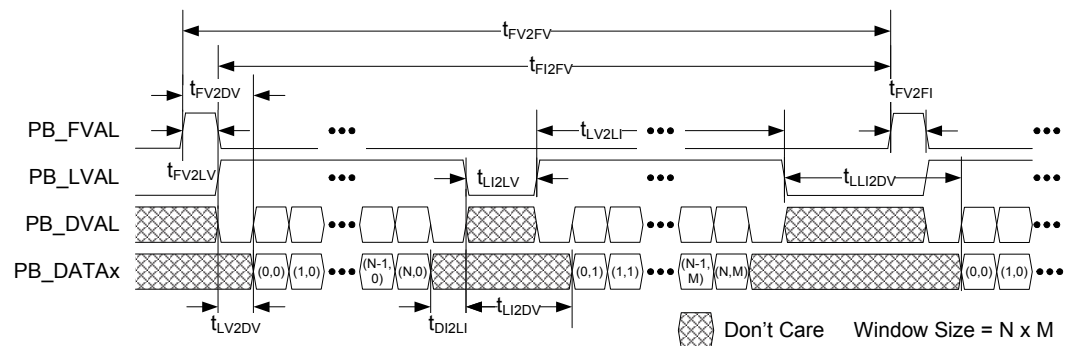 tFV2FV
tFI2FV
tFV2DV
tFV2FI
PB_FVAL
•••
tLV2LI
•••
•••
tFV2LV
PB_LVAL
•••
tLI2LV
•••
tLLI2DV
•••
PB_DVAL
•••
•••
•••
PB_DATAx
(0,0)
(1,0)
•••
(N-1,
0)
(N,0)
(0,1)
(1,1)
•••
(N-1,
M)
(N,M)
(0,0)
(1,0)
•••
tLV2DV
tDI2LI
tLI2DV
Don't Care
Window Size = N x M